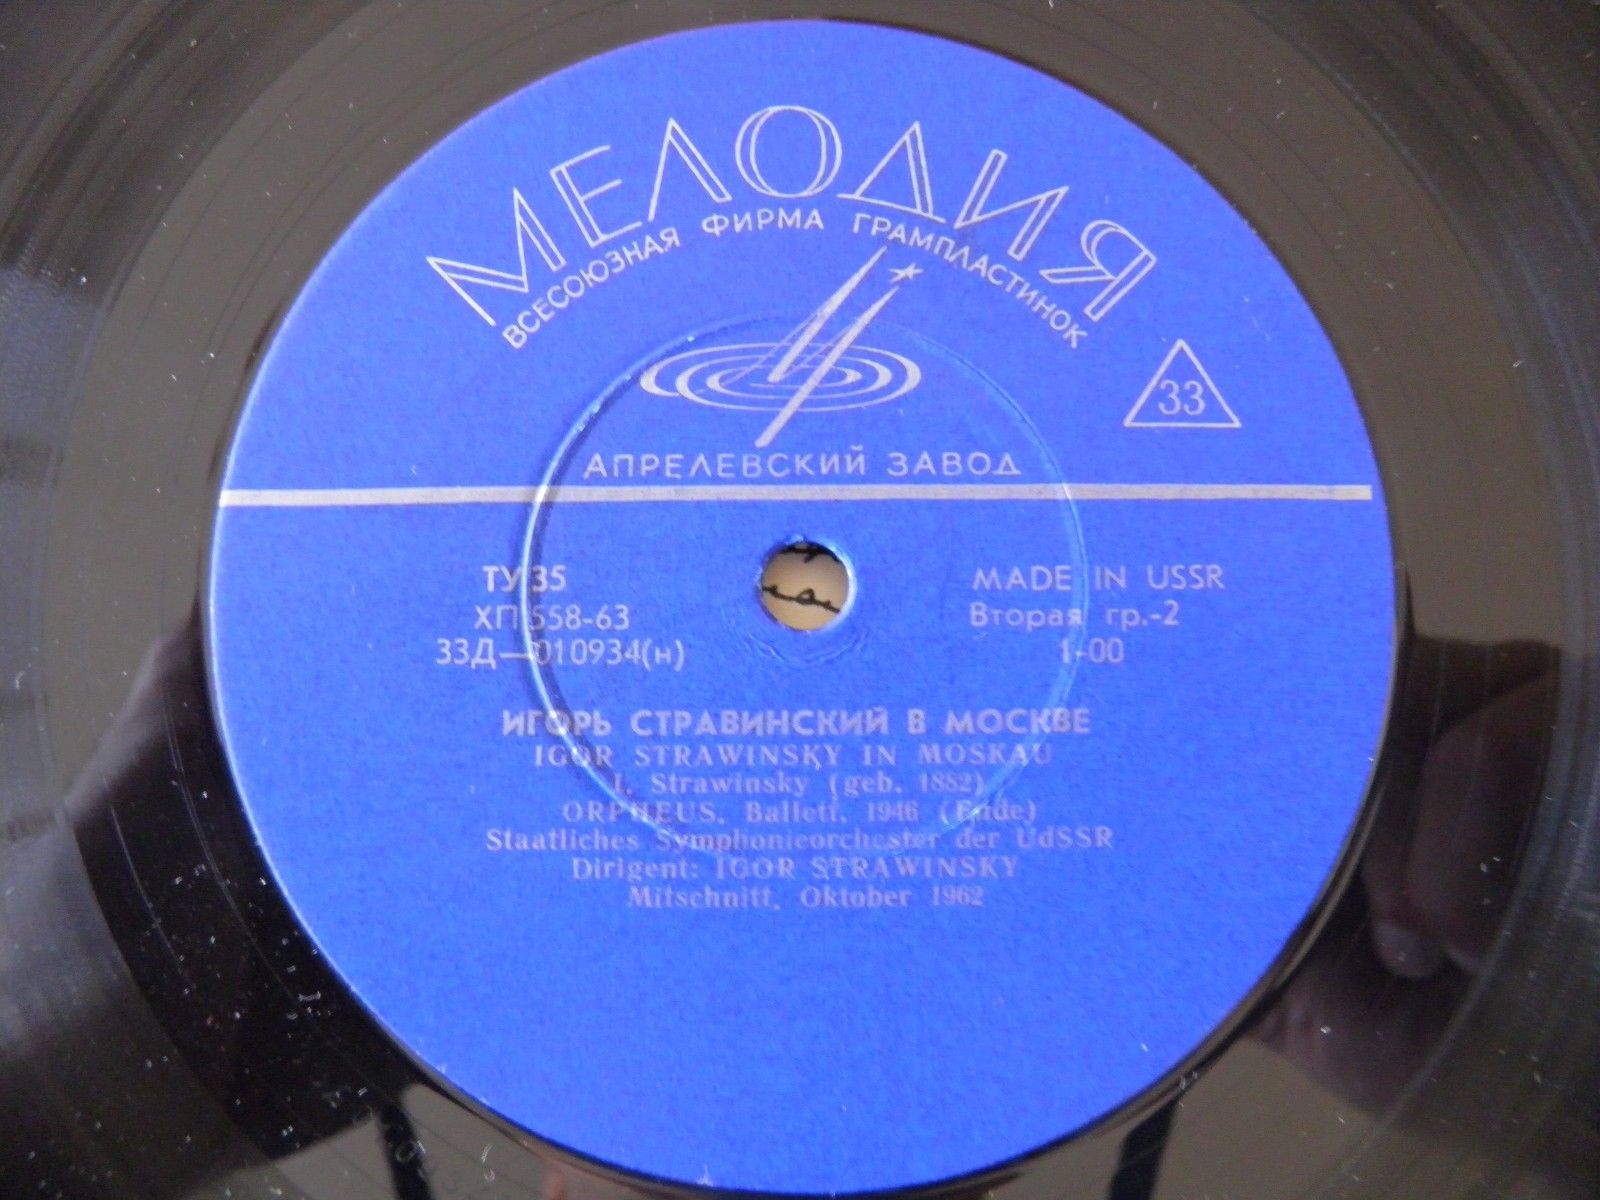 МЕЛОДИЯ
ВСЕСОЮЗНАЯ ФИРМА ГРАМПЛАСТИНОК
33
АПРЕЛЕВСКИЙ ЗАВОД
ТУ 35
ХП 558-63
33Д—010934(н)
MADE IN USSR
Вторая гр.-2
1-00
ИГОРЬ СТРАВИНСКИЙ В МОСКВЕ
IGOR STRAWINSKY IN MOSKAU
I. Strawinsky (geb. 1882)
ORPHEUS. Ballett. 1946 (Ende)
Staatliches Symphonieorchester der UdSSR
Dirigent: IGOR STRAWINSKY
Mitschnitt, Oktober 1962